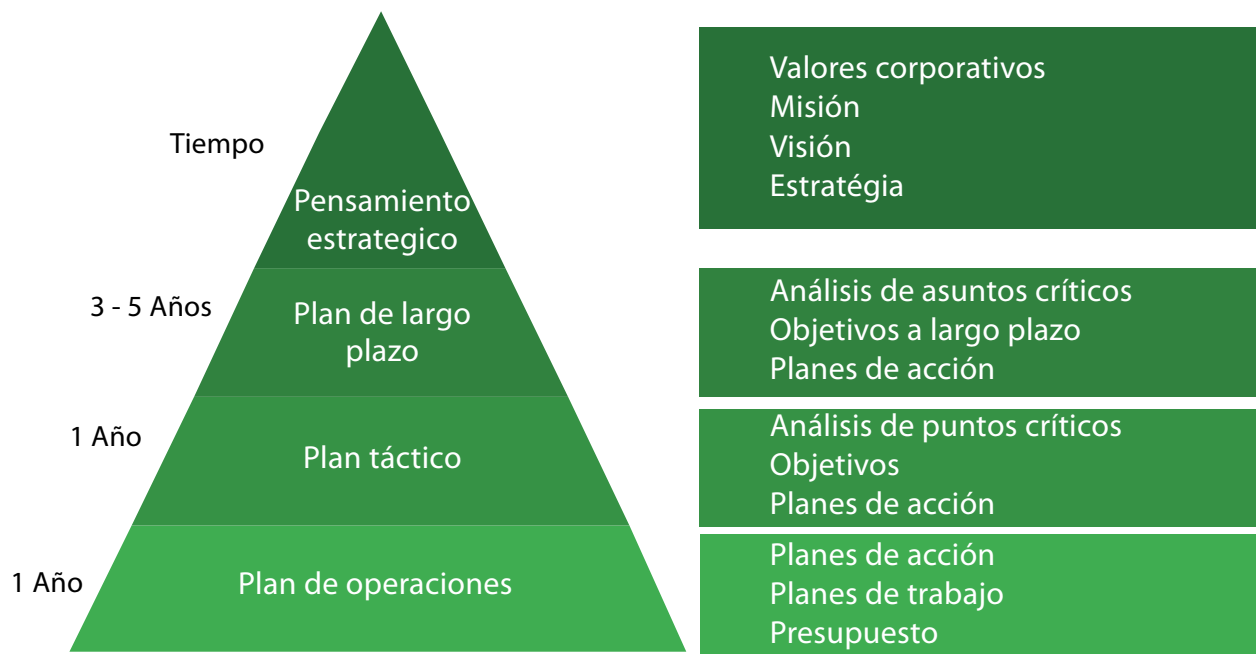 Tiempo
Pensamiento
estrategico
Valores corporativos
Misión
Visión
Estratégia
3 - 5 Años
Plan de largo
plazo
Análisis de asuntos críticos
Objetivos a largo plazo
Planes de acción
1 Año
Plan táctico
Análisis de puntos críticos
Objetivos
Planes de acción
1 Año
Plan de operaciones
Planes de acción
Planes de trabajo
Presupuesto